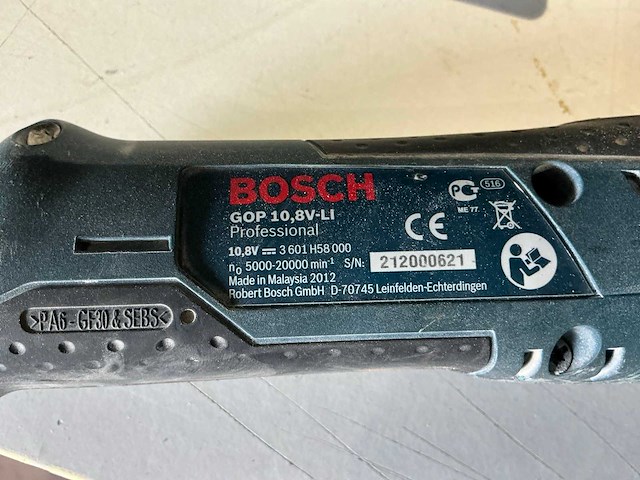 BOSCH
GOP 10,8V-LI
Professional
10,8V 3 601 H58 000
n₀ 5000-20000 min⁻¹ S/N: 212000621
Made in Malaysia 2012
Robert Bosch GmbH D-70745 Leinfelden-Echterdingen
PC 516
ME 77
CE
>PA6-GF30 & SEBS<